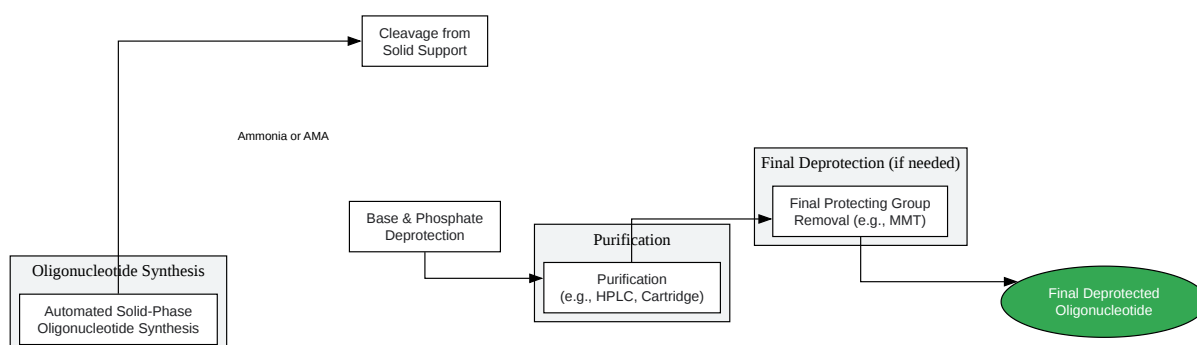 Cleavage from
Solid Support
Ammonia or AMA
Final Deprotection (if needed)
Final Protecting Group
Removal (e.g., MMT)
Base & Phosphate
Deprotection
Purification
Purification
(e.g., HPLC, Cartridge)
Oligonucleotide Synthesis
Automated Solid-Phase
Oligonucleotide Synthesis
Final Deprotected
Oligonucleotide